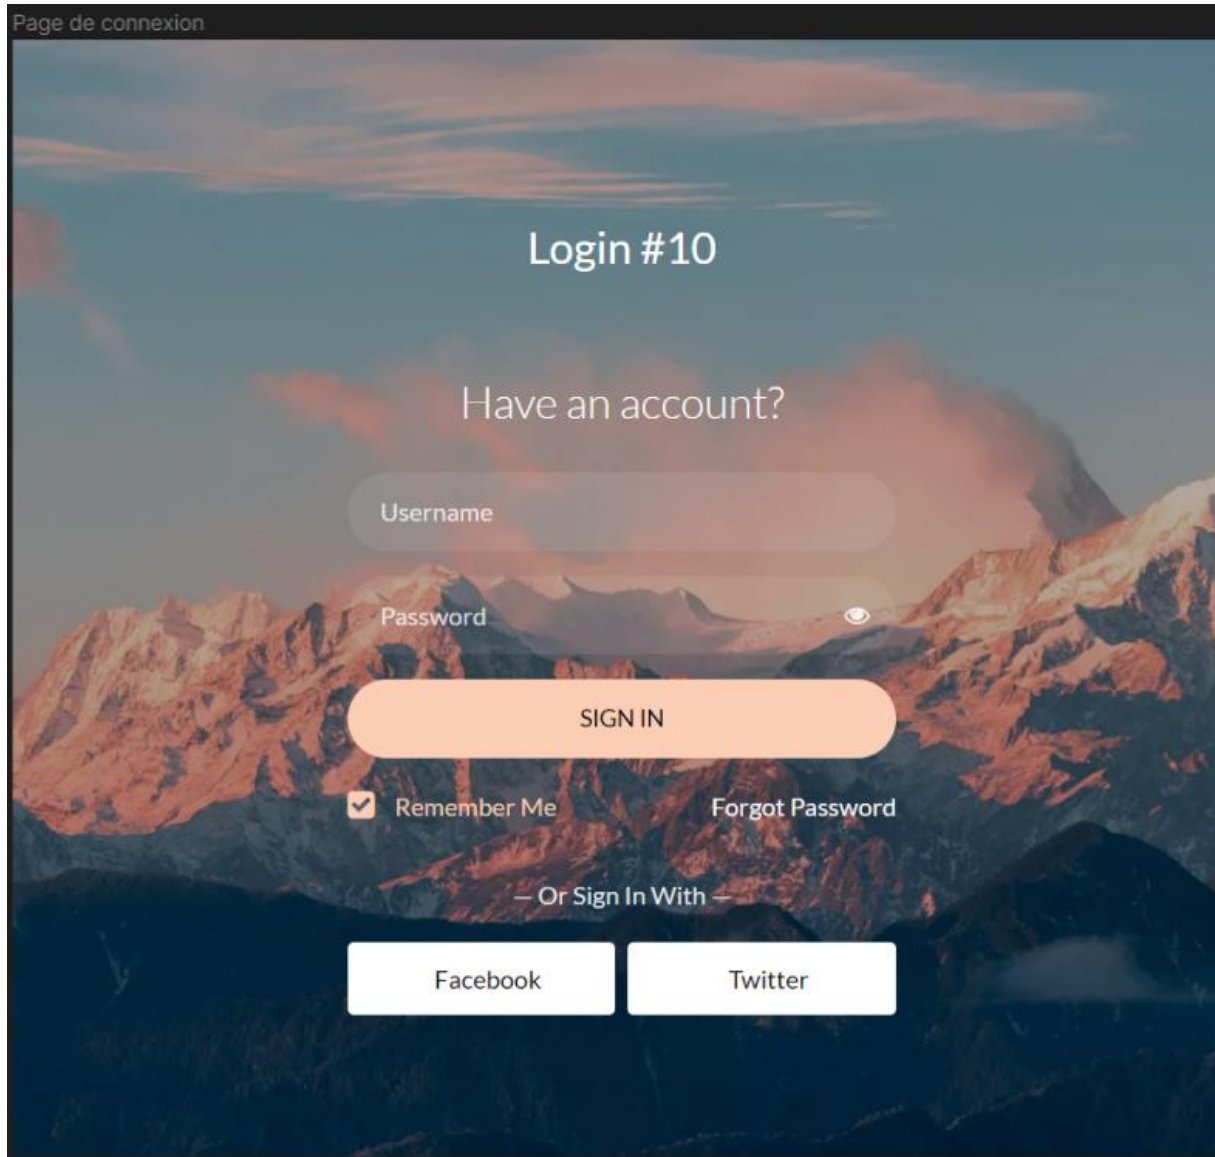 Page de connexion
Login #10
Have an account?
Username
Password
SIGN IN
Remember Me Forgot Password
— Or Sign In With —
Facebook Twitter